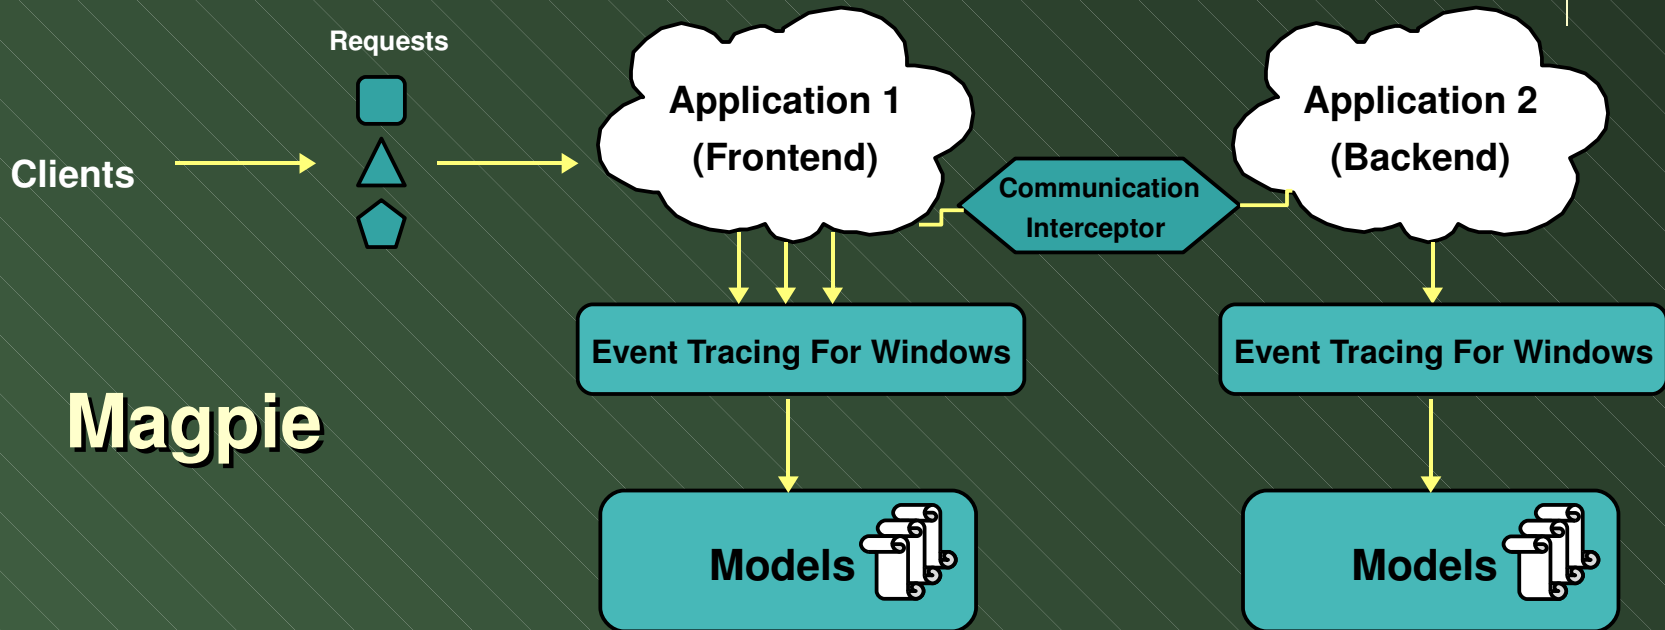 Requests
Clients
Application 1
(Frontend)
Communication
Interceptor
Application 2
(Backend)
Event Tracing For Windows
Event Tracing For Windows
Magpie
Models
Models